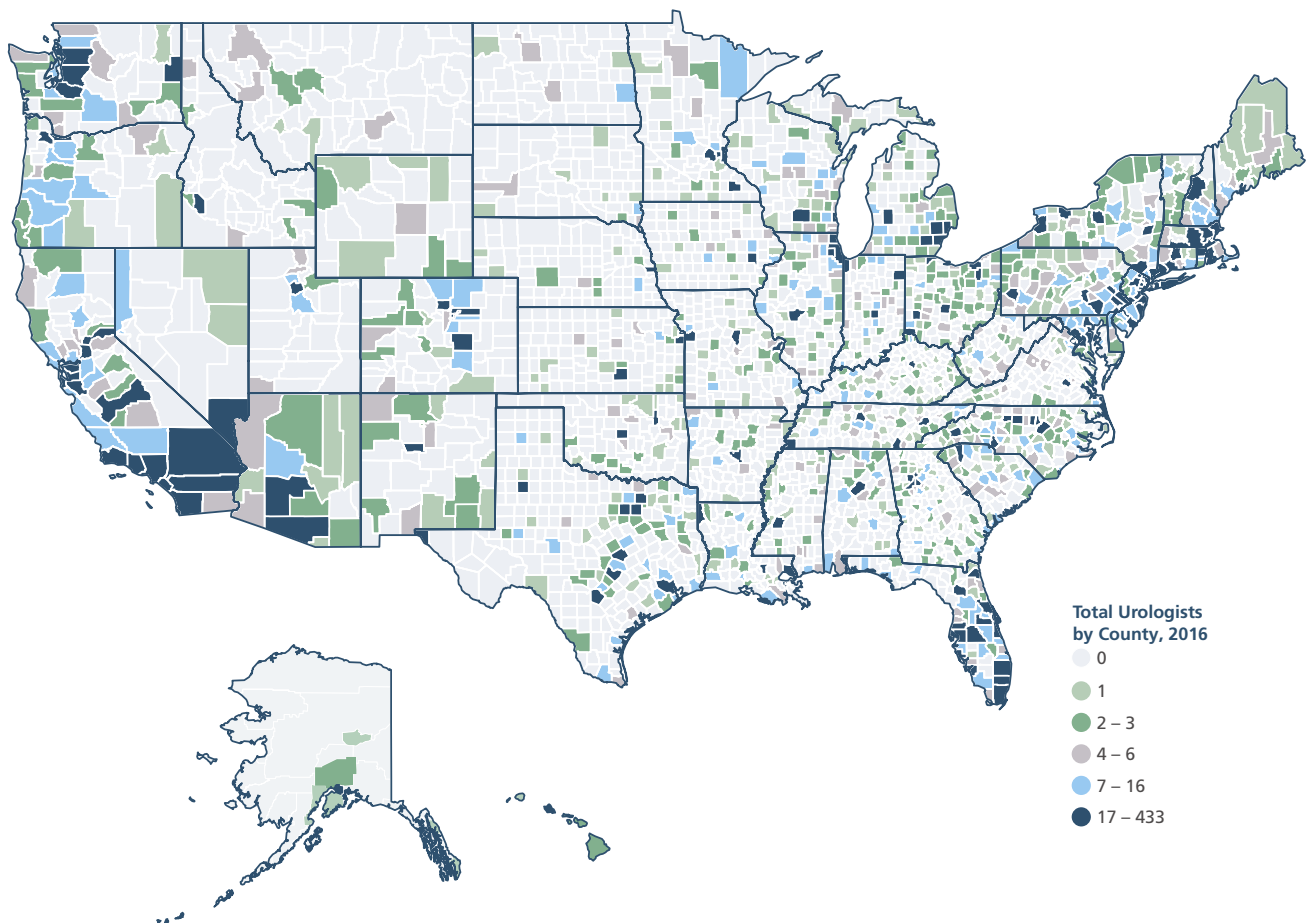 Total Urologists
by County, 2016
0
1
2 – 3
4 – 6
7 – 16
17 – 433